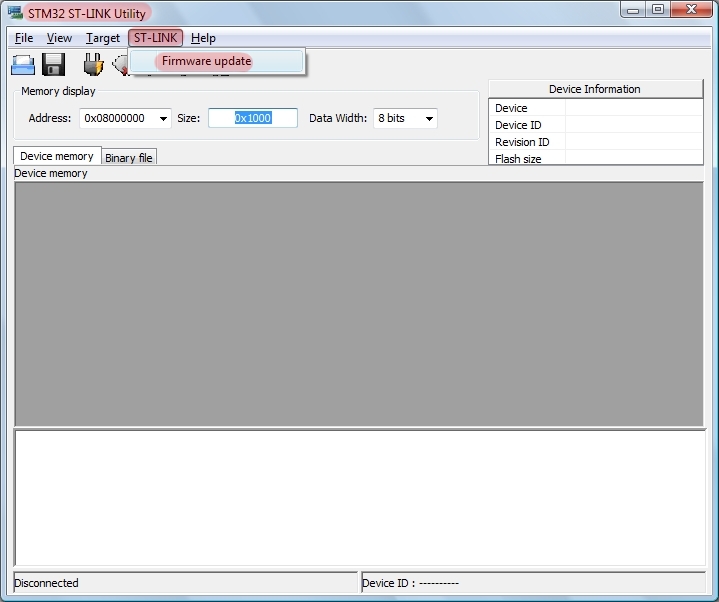 STM32 ST-LINK Utility
File View Target ST-LINK Help
Firmware update
Memory display
Address: 0x08000000 Size: 0x1000 Data Width: 8 bits
Device Information
Device
Device ID
Revision ID
Flash size
Device memory Binary file
Device memory
Disconnected Device ID : ----------